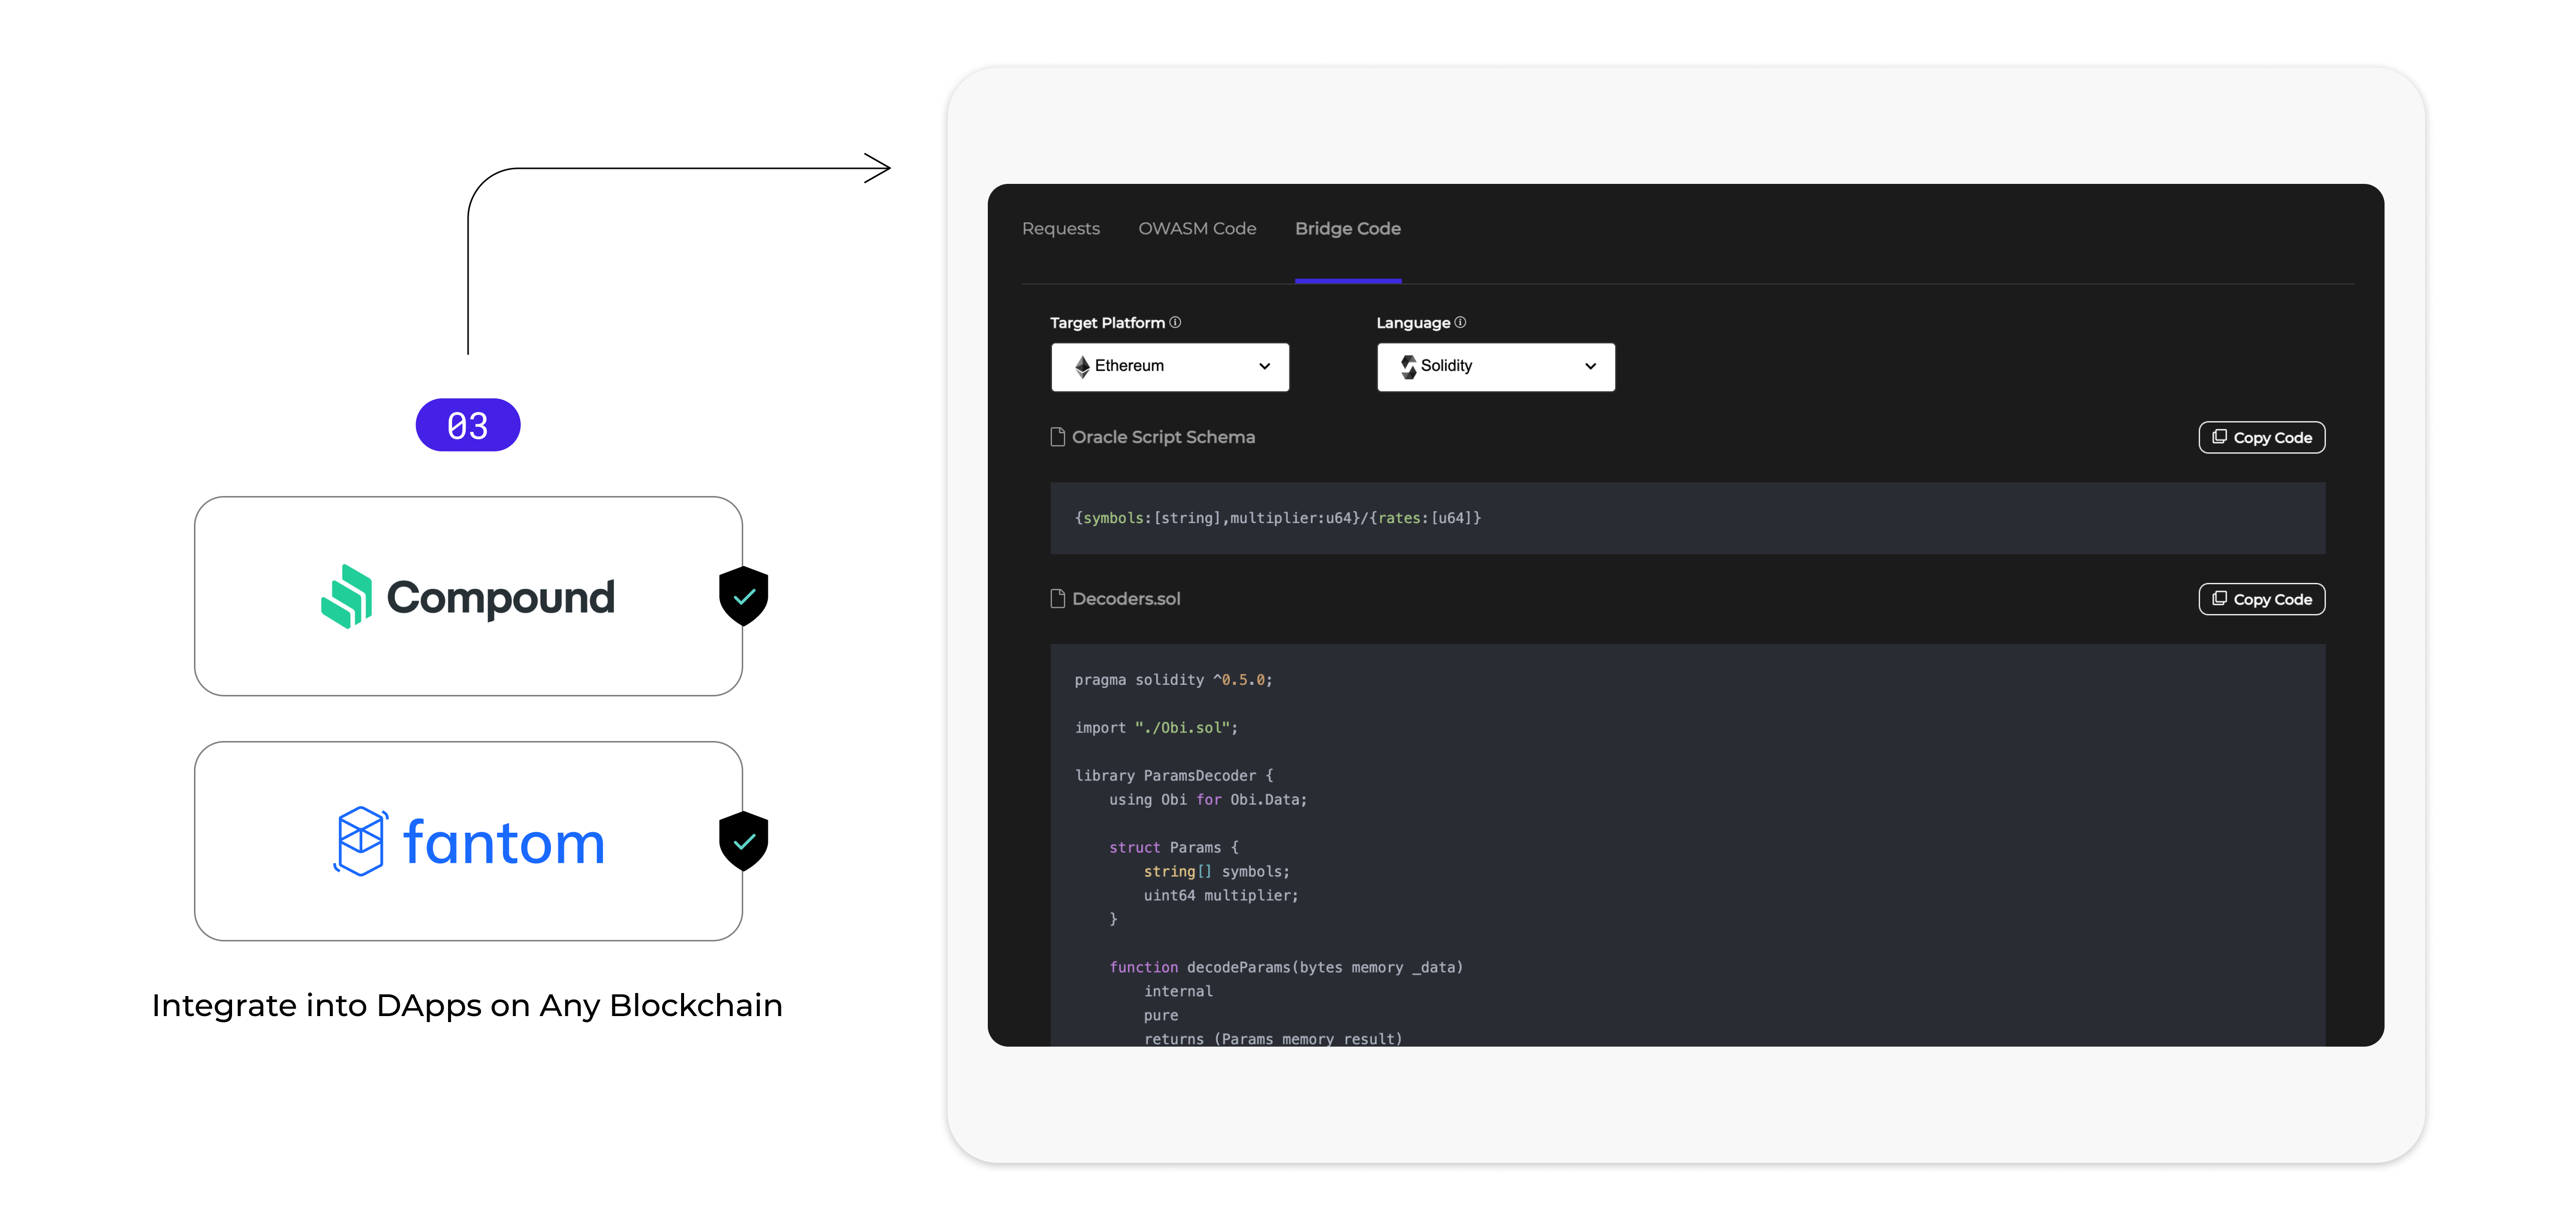 03
Compound
fantom
Integrate into DApps on Any Blockchain
Requests OWASM Code Bridge Code
Target Platform Language
Ethereum Solidity
Oracle Script Schema Copy Code
{symbols:[string],multiplier:u64}/{rates:[u64]}
Decoders.sol Copy Code
pragma solidity ^0.5.0;
import "./Obi.sol";
library ParamsDecoder {
using Obi for Obi.Data;
struct Params {
string[] symbols;
uint64 multiplier;
}
function decodeParams(bytes memory _data)
internal
pure
returns (Params memory result)